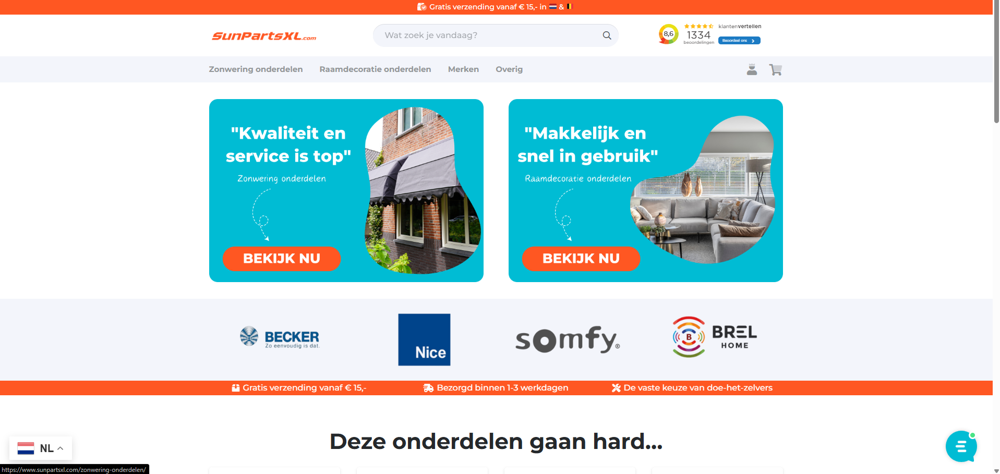 Gratis verzending vanaf € 15,- in & 
SunPartsXL.com
Wat zoek je vandaag?
8,6
1334
beoordelingen
klantenvertellen
Beoordeel ons
Zonwering onderdelen
Raamdecoratie onderdelen
Merken
Overig
"Kwaliteit en
service is top"
Zonwering onderdelen
BEKIJK NU
"Makkelijk en
snel in gebruik"
Raamdecoratie onderdelen
BEKIJK NU
BECKER
Zo eenvoudig is dat.
Nice
somfy®
B
BREL
HOME
Gratis verzending vanaf € 15,-
Bezorgd binnen 1-3 werkdagen
De vaste keuze van doe-het-zelvers
Deze onderdelen gaan hard...
NL
https://www.sunpartsxl.com/zonwering-onderdelen/